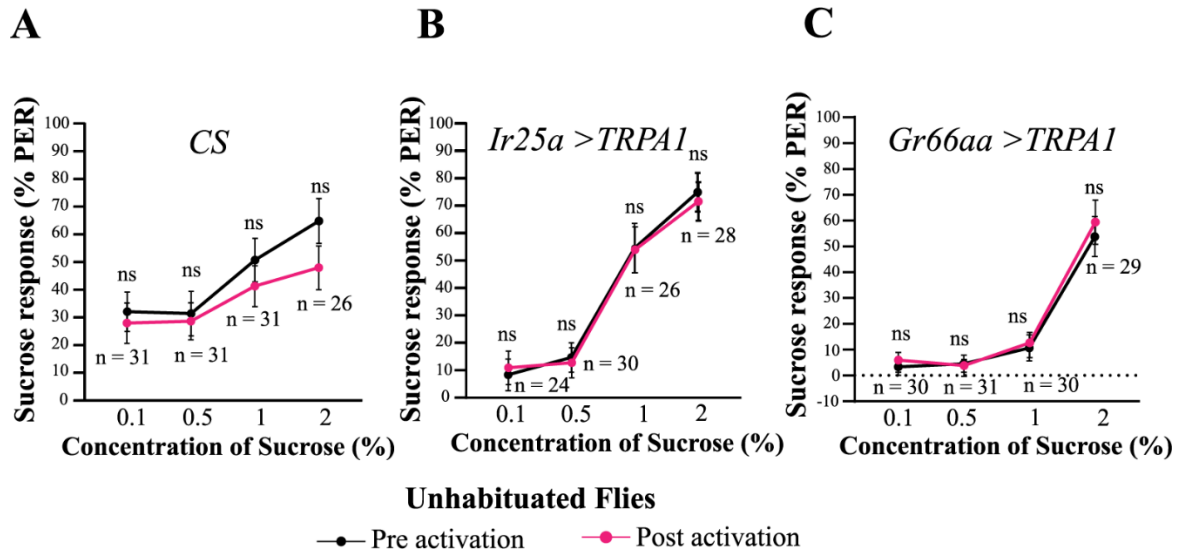 A
B
C
CS
Ir25a >TRPA1
Gr66aa >TRPA1
Sucrose response (% PER)
100
90
80
70
60
50
40
30
20
10
0
ns
ns
ns
ns
n = 31
n = 31
n = 31
n = 26
0.1
0.5
1
2
Concentration of Sucrose (%)
Sucrose response (% PER)
100
90
80
70
60
50
40
30
20
10
0
ns
ns
ns
ns
n = 24
n = 30
n = 26
n = 28
0.1
0.5
1
2
Concentration of Sucrose (%)
Sucrose response (% PER)
100
90
80
70
60
50
40
30
20
10
0
-10
ns
ns
ns
ns
n = 30
n = 31
n = 30
n = 29
0.1
0.5
1
2
Concentration of Sucrose (%)
Unhabituated Flies
Pre activation
Post activation